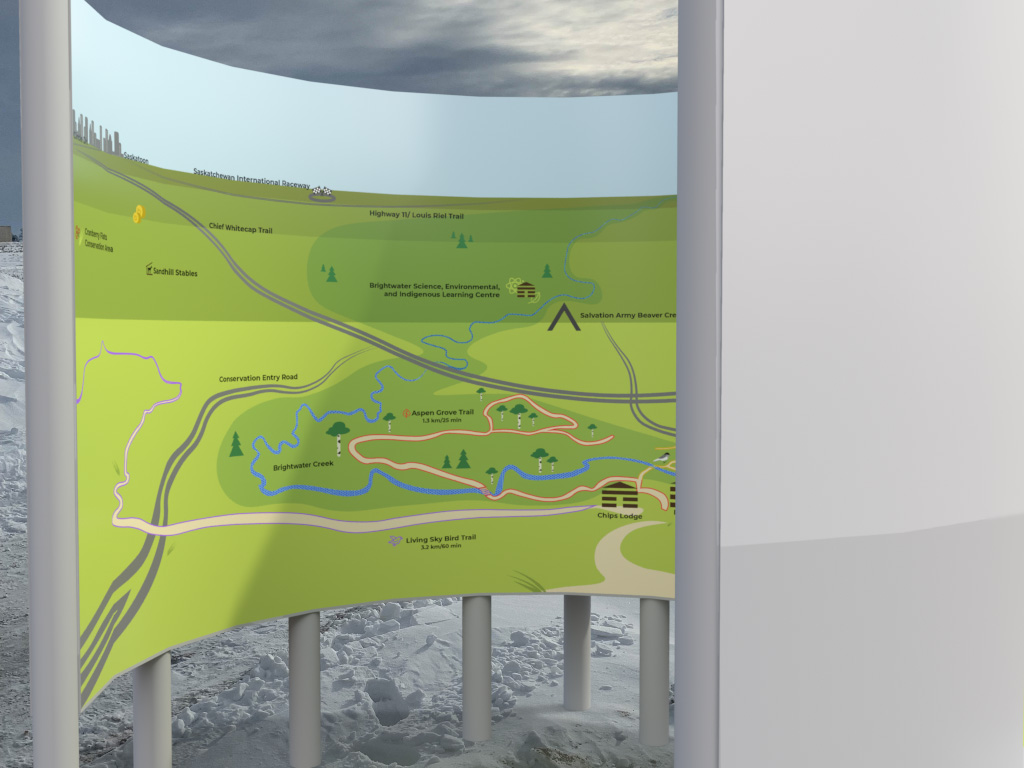 Saskatoon
Saskatchewan International Raceway
Highway 11/ Louis Riel Trail
Chief Whitecap Trail
Cranberry Flats
Conservation Area
Sandhill Stables
Brightwater Science, Environmental,
and Indigenous Learning Centre
Salvation Army Beaver Cre
Conservation Entry Road
Aspen Grove Trail
1.3 km/35 min
Brightwater Creek
Chips Lodge
Living Sky Bird Trail
3.2 km/60 min